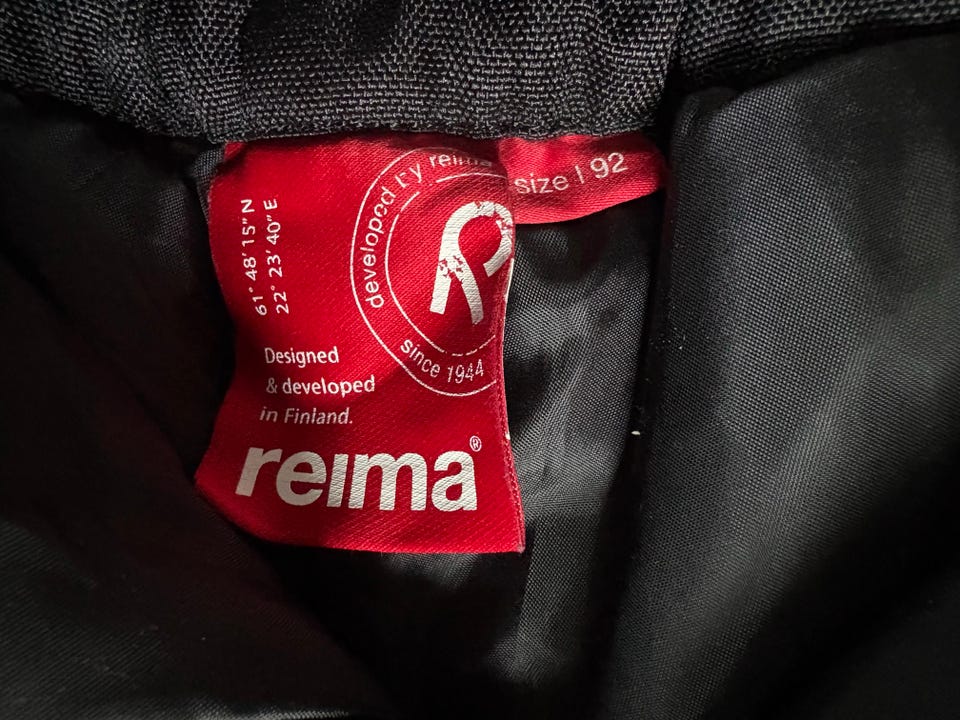 developed by reima
since 1944
size | 92
61° 48' 15" N
22° 23' 40" E
Designed
& developed
in Finland.
reima®